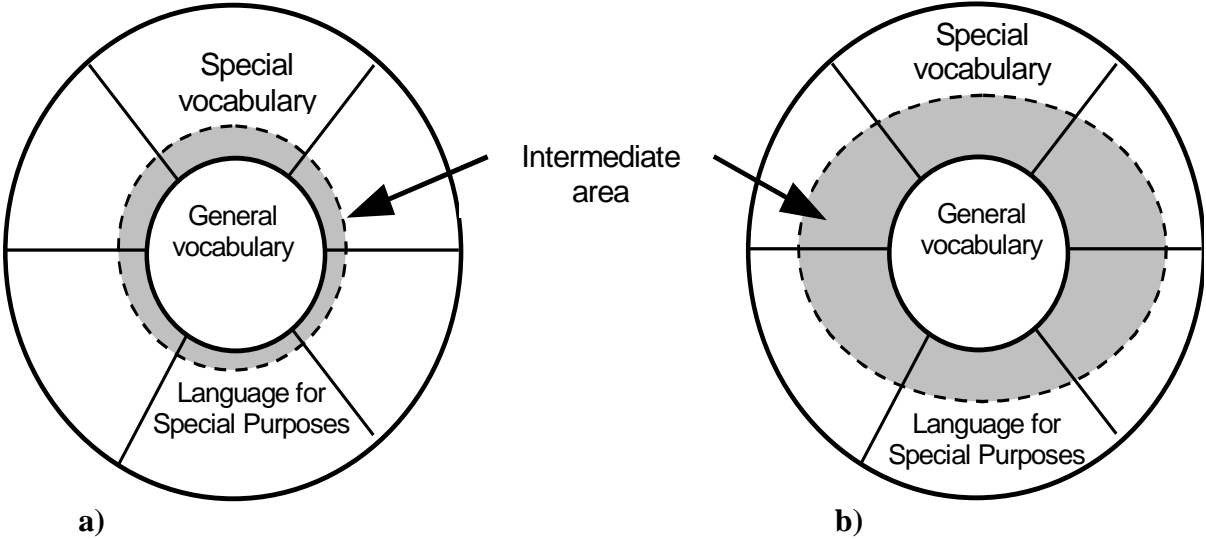 Special
vocabulary
General
vocabulary
Language for
Special Purposes
a)
Intermediate
area
Special
vocabulary
General
vocabulary
Language for
Special Purposes
b)